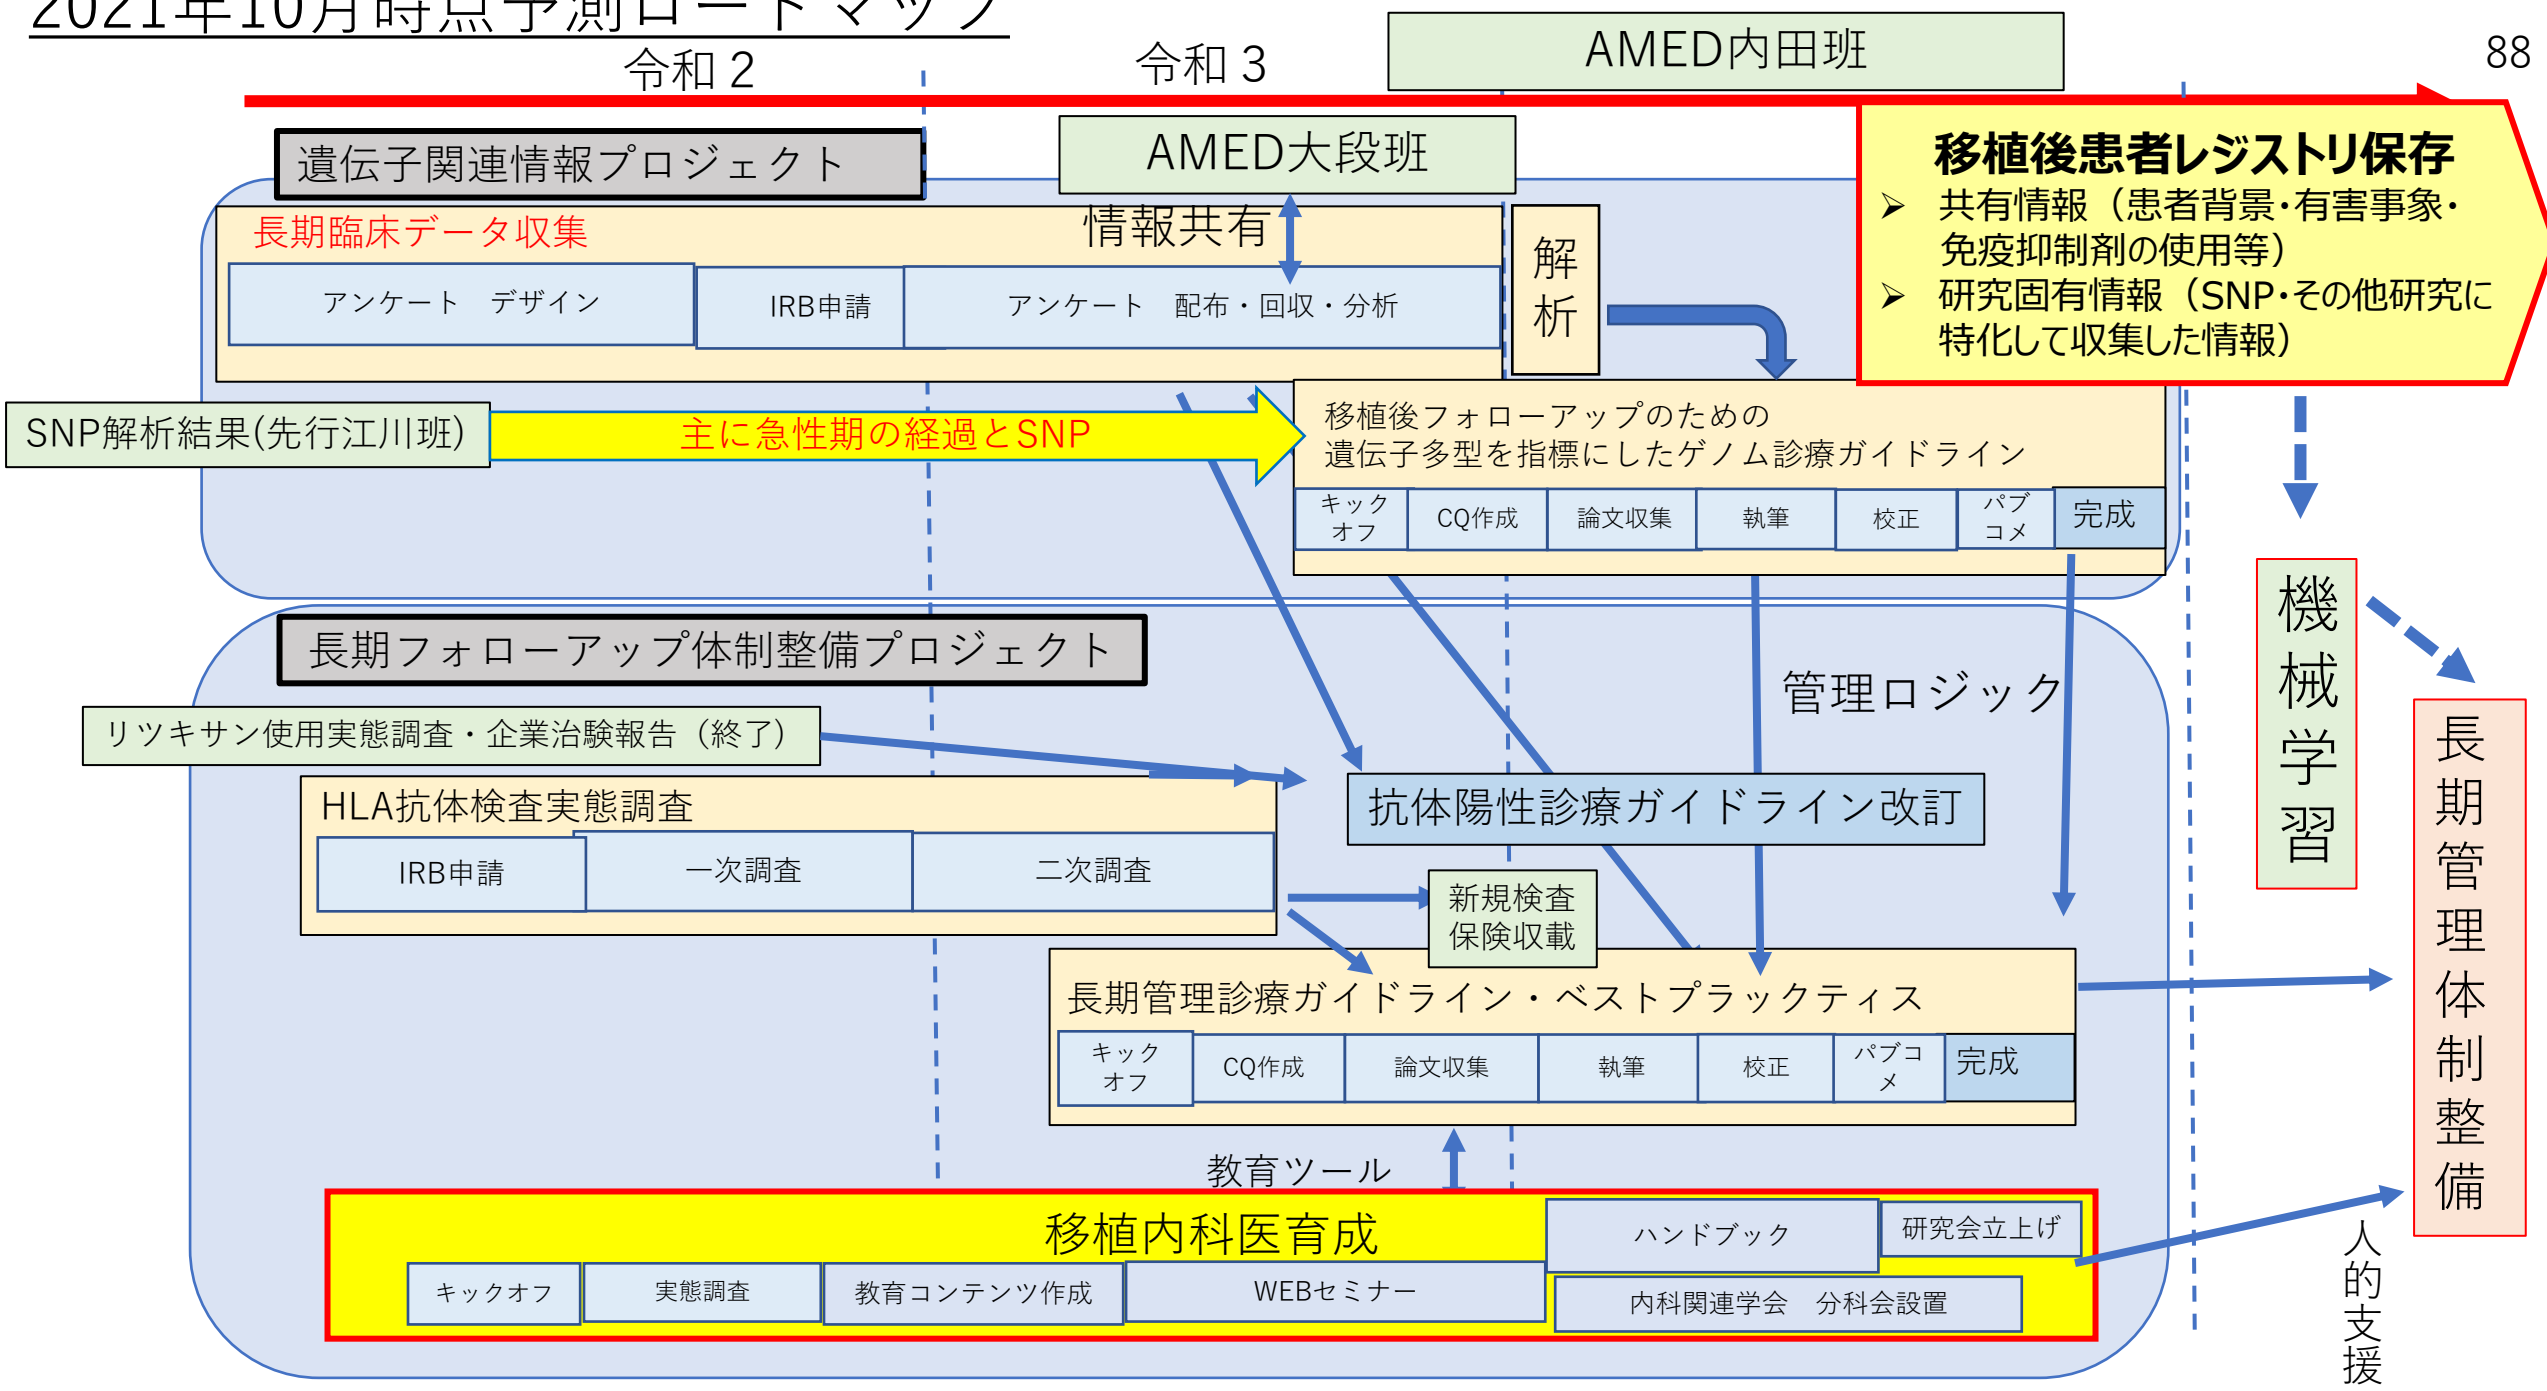 2021年10月時点予測ロードマップ
令和２
令和３
AMED内田班
88
遺伝子関連情報プロジェクト
AMED大段班
移植後患者レジストリ保存
➢ 共有情報（患者背景・有害事象・
免疫抑制剤の使用等）
➢ 研究固有情報（SNP・その他研究に
特化して収集した情報）
長期臨床データ収集
情報共有
解
析
アンケート　デザイン
IRB申請
アンケート　配布・回収・分析
SNP解析結果(先行江川班)
主に急性期の経過とSNP
移植後フォローアップのための
遺伝子多型を指標にしたゲノム診療ガイドライン
キック
オフ
CQ作成
論文収集
執筆
校正
パブ
コメ
完成
機
械
学
習
長期フォローアップ体制整備プロジェクト
管理ロジック
リツキサン使用実態調査・企業治験報告（終了）
長
期
管
理
体
制
整
備
HLA抗体検査実態調査
IRB申請
一次調査
二次調査
抗体陽性診療ガイドライン改訂
新規検査
保険収載
長期管理診療ガイドライン・ベストプラックティス
キック
オフ
CQ作成
論文収集
執筆
校正
パブコ
メ
完成
教育ツール
移植内科医育成
キックオフ
実態調査
教育コンテンツ作成
WEBセミナー
ハンドブック
研究会立上げ
内科関連学会　分科会設置
人
的
支
援